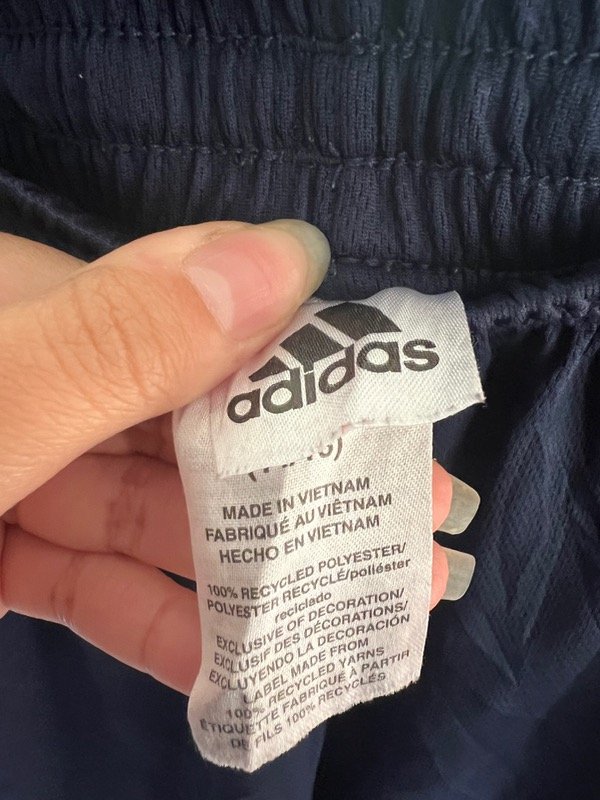 adidas
MADE IN VIETNAM
FABRIQUÉ AU VIÊTNAM
HECHO EN VIETNAM
100% RECYCLED POLYESTER/
POLYESTER RECYCLÉ/poliéster
reciclado
EXCLUSIVE OF DECORATION/
EXCLUSIF DES DÉCORATIONS/
EXCLUYENDO LA DECORACIÓN
LABEL MADE FROM
100% RECYCLED YARNS
ÉTIQUETTE FABRIQUÉ À PARTIR
DE FILS 100% RECYCLÉS